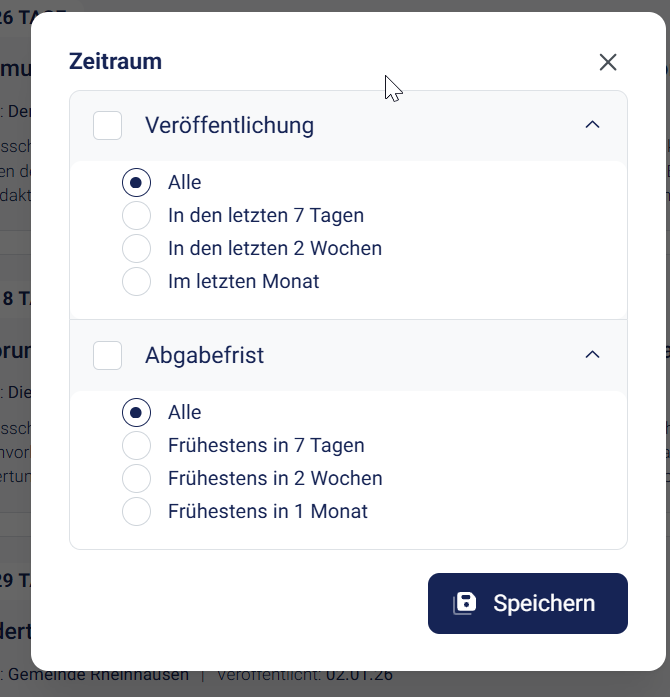 26 TAGE
Zeitraum
Veröffentlichung
Alle
In den letzten 7 Tagen
In den letzten 2 Wochen
Im letzten Monat
8 T
Abgabefrist
: Die
Alle
Frühestens in 7 Tagen
Frühestens in 2 Wochen
Frühestens in 1 Monat
29 T
Speichern
: Gemeinde Rheinhausen | Veröffentlicht: 02.01.26